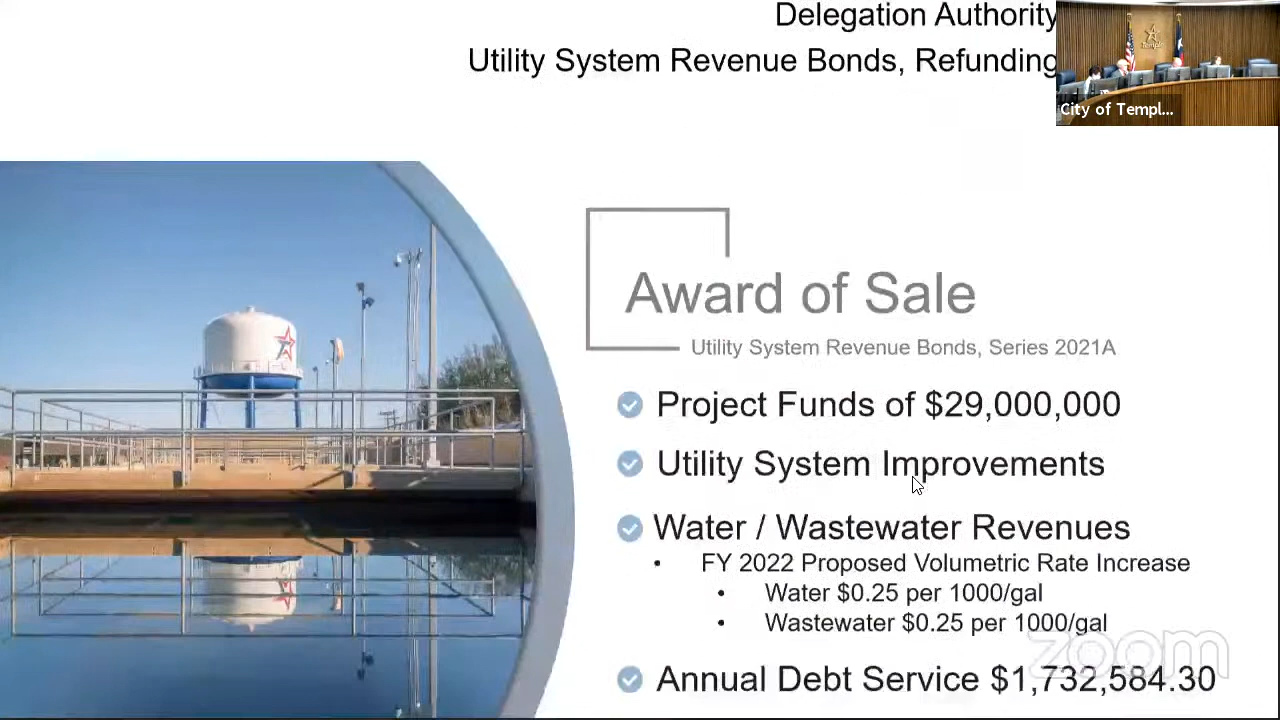 Delegation Authority
Utility System Revenue Bonds, Refunding
Temple
City of Templ...
Award of Sale
Utility System Revenue Bonds, Series 2021A
Project Funds of $29,000,000
Utility System Improvements
Water / Wastewater Revenues
• FY 2022 Proposed Volumetric Rate Increase
• Water $0.25 per 1000/gal
• Wastewater $0.25 per 1000/gal
zoom
Annual Debt Service $1,732,584.30